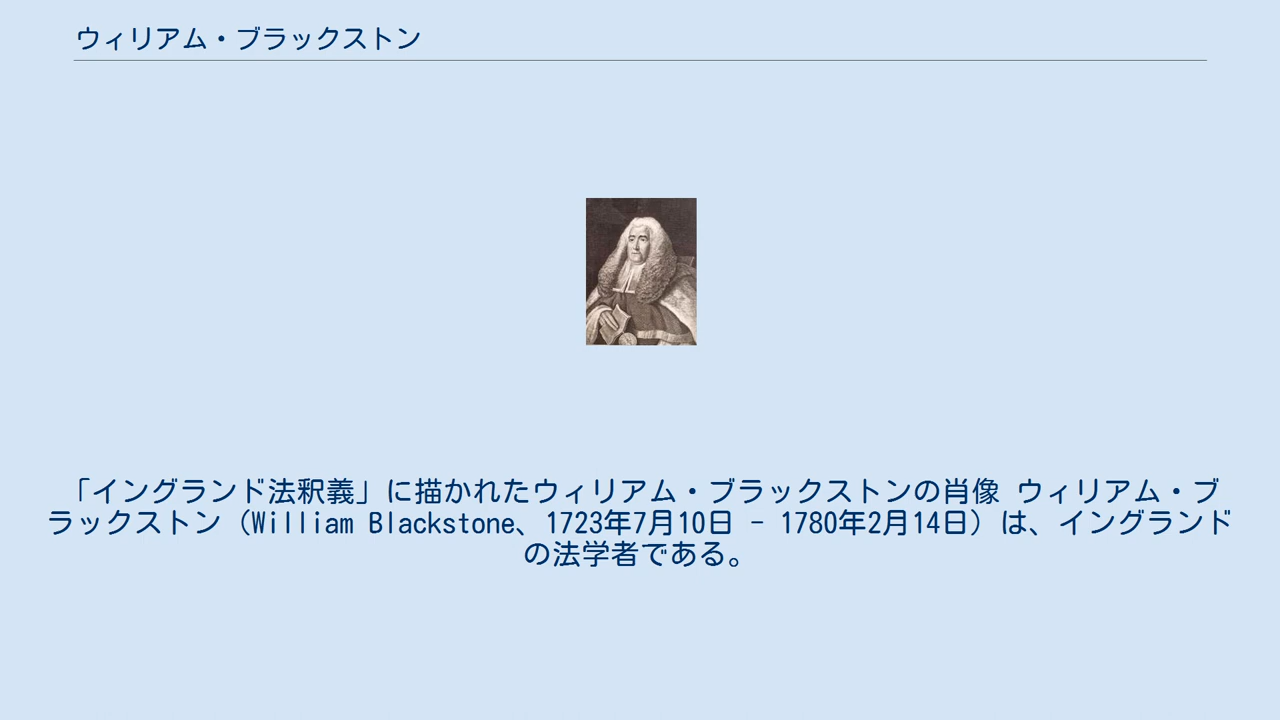 ウィリアム・ブラックストン
「イングランド法釈義」に描かれたウィリアム・ブラックストンの肖像 ウィリアム・ブ
ラックストン（William Blackstone、1723年7月10日 - 1780年2月14日）は、イングランド
の法学者である。